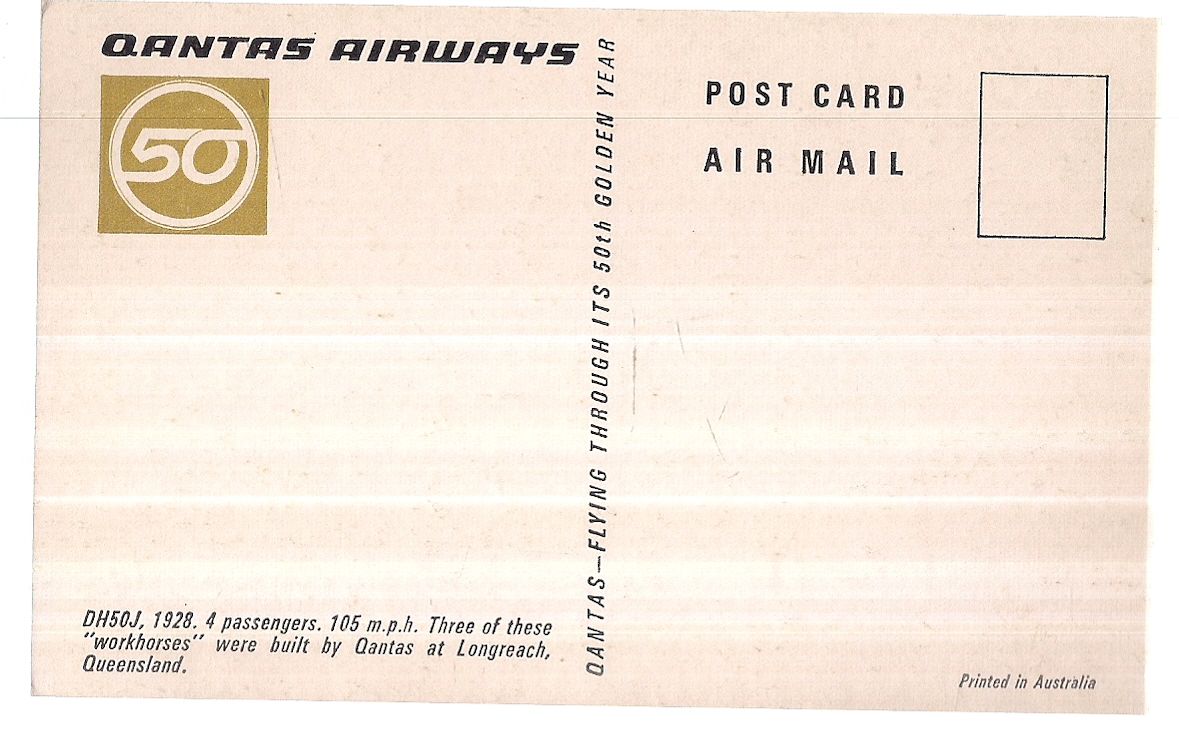 QANTAS AIRWAYS
50
DH50J, 1928. 4 passengers. 105 m.p.h. Three of these
"workhorses" were built by Qantas at Longreach,
Queensland.
QANTAS—FLYING THROUGH ITS 50th GOLDEN YEAR
POST CARD
AIR MAIL
Printed in Australia